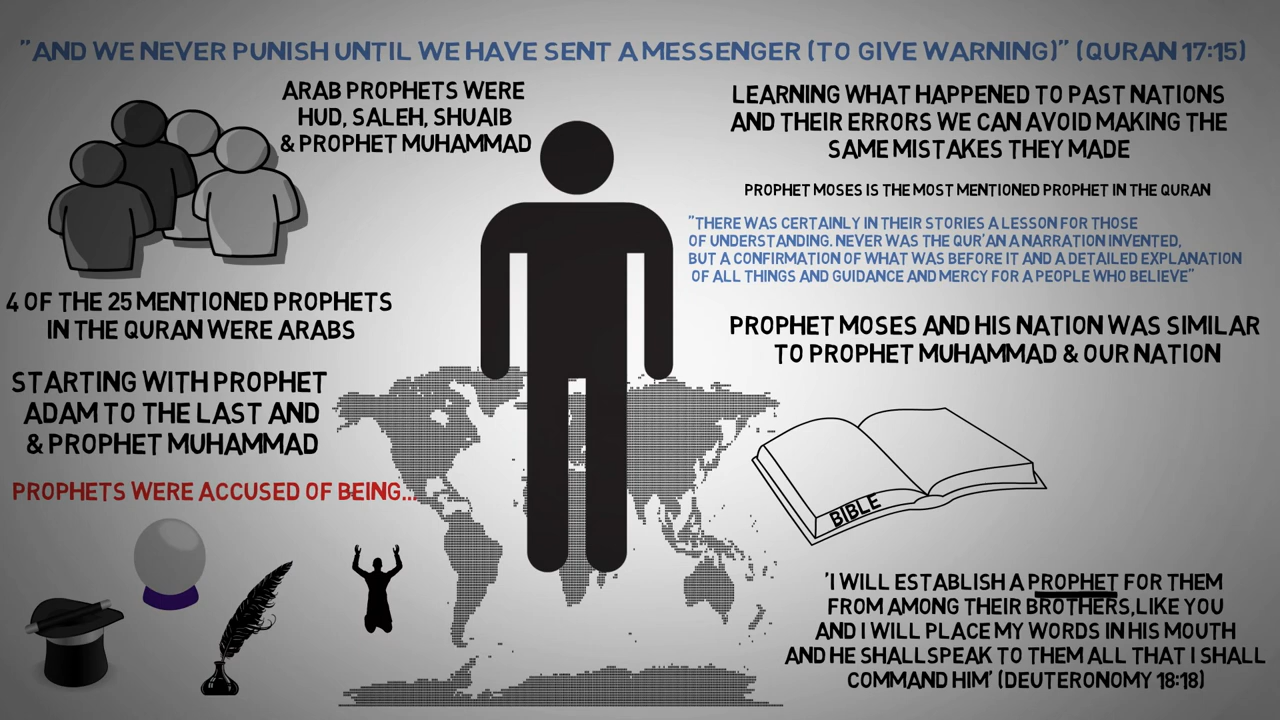 "AND WE NEVER PUNISH UNTIL WE HAVE SENT A MESSENGER (TO GIVE WARNING)" (QURAN 17:15)
ARAB PROPHETS WERE
HUD, SALEH, SHUAIB
& PROPHET MUHAMMAD
4 OF THE 25 MENTIONED PROPHETS
IN THE QURAN WERE ARABS
STARTING WITH PROPHET
ADAM TO THE LAST AND
& PROPHET MUHAMMAD
PROPHETS WERE ACCUSED OF BEING...
LEARNING WHAT HAPPENED TO PAST NATIONS
AND THEIR ERRORS WE CAN AVOID MAKING THE
SAME MISTAKES THEY MADE
PROPHET MOSES IS THE MOST MENTIONED PROPHET IN THE QURAN
"THERE WAS CERTAINLY IN THEIR STORIES A LESSON FOR THOSE
OF UNDERSTANDING. NEVER WAS THE QUR'AN A NARRATION INVENTED,
BUT A CONFIRMATION OF WHAT WAS BEFORE IT AND A DETAILED EXPLANATION
OF ALL THINGS AND GUIDANCE AND MERCY FOR A PEOPLE WHO BELIEVE"
PROPHET MOSES AND HIS NATION WAS SIMILAR
TO PROPHET MUHAMMAD & OUR NATION
BIBLE
'I WILL ESTABLISH A PROPHET FOR THEM
FROM AMONG THEIR BROTHERS,LIKE YOU
AND I WILL PLACE MY WORDS IN HIS MOUTH
AND HE SHALLSPEAK TO THEM ALL THAT I SHALL
COMMAND HIM' (DEUTERONOMY 18:18)